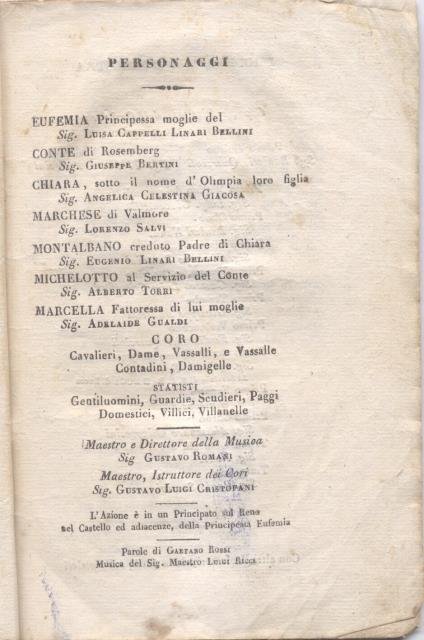 PERSONAGGI
EUFEMIA Principessa moglie del
Sig. LUISA CAPPELLI LINARI BELLINI
CONTE di Rosemberg
Sig. GIUSEPPE BERTINI
CHIARA, sotto il nome d'Olimpia loro figlia
Sig. ANGELICA CELESTINA GIACOSA
MARCHESE di Valmore
Sig. LORENZO SALVI
MONTALBANO creduto Padre di Chiara
Sig. EUGENIO LINARI BELLINI
MICHELOTTO al Servizio del Conte
Sig. ALBERTO TORRI
MARCELLA Fattoressa di lui moglie
Sig. ADELAIDE GUALDI
CORO
Cavalieri, Dame, Vassalli, e Vassalle
Contadini, Damigelle
STATISTI
Gentiluomini, Guardie, Scudieri, Paggi
Domestici, Villici, Villanelle
Maestro e Direttore della Musica
Sig GUSTAVO ROMANI
Maestro, Istruttore dei Cori
Sig. GUSTAVO LUIGI CRISTOPANI
L'Azione è in un Principato sul Reno
nel Castello ed adiacenze, della Principessa Eufemia
Parole di GAETANO ROSSI
Musica del Sig. Maestro LUIGI RICCI